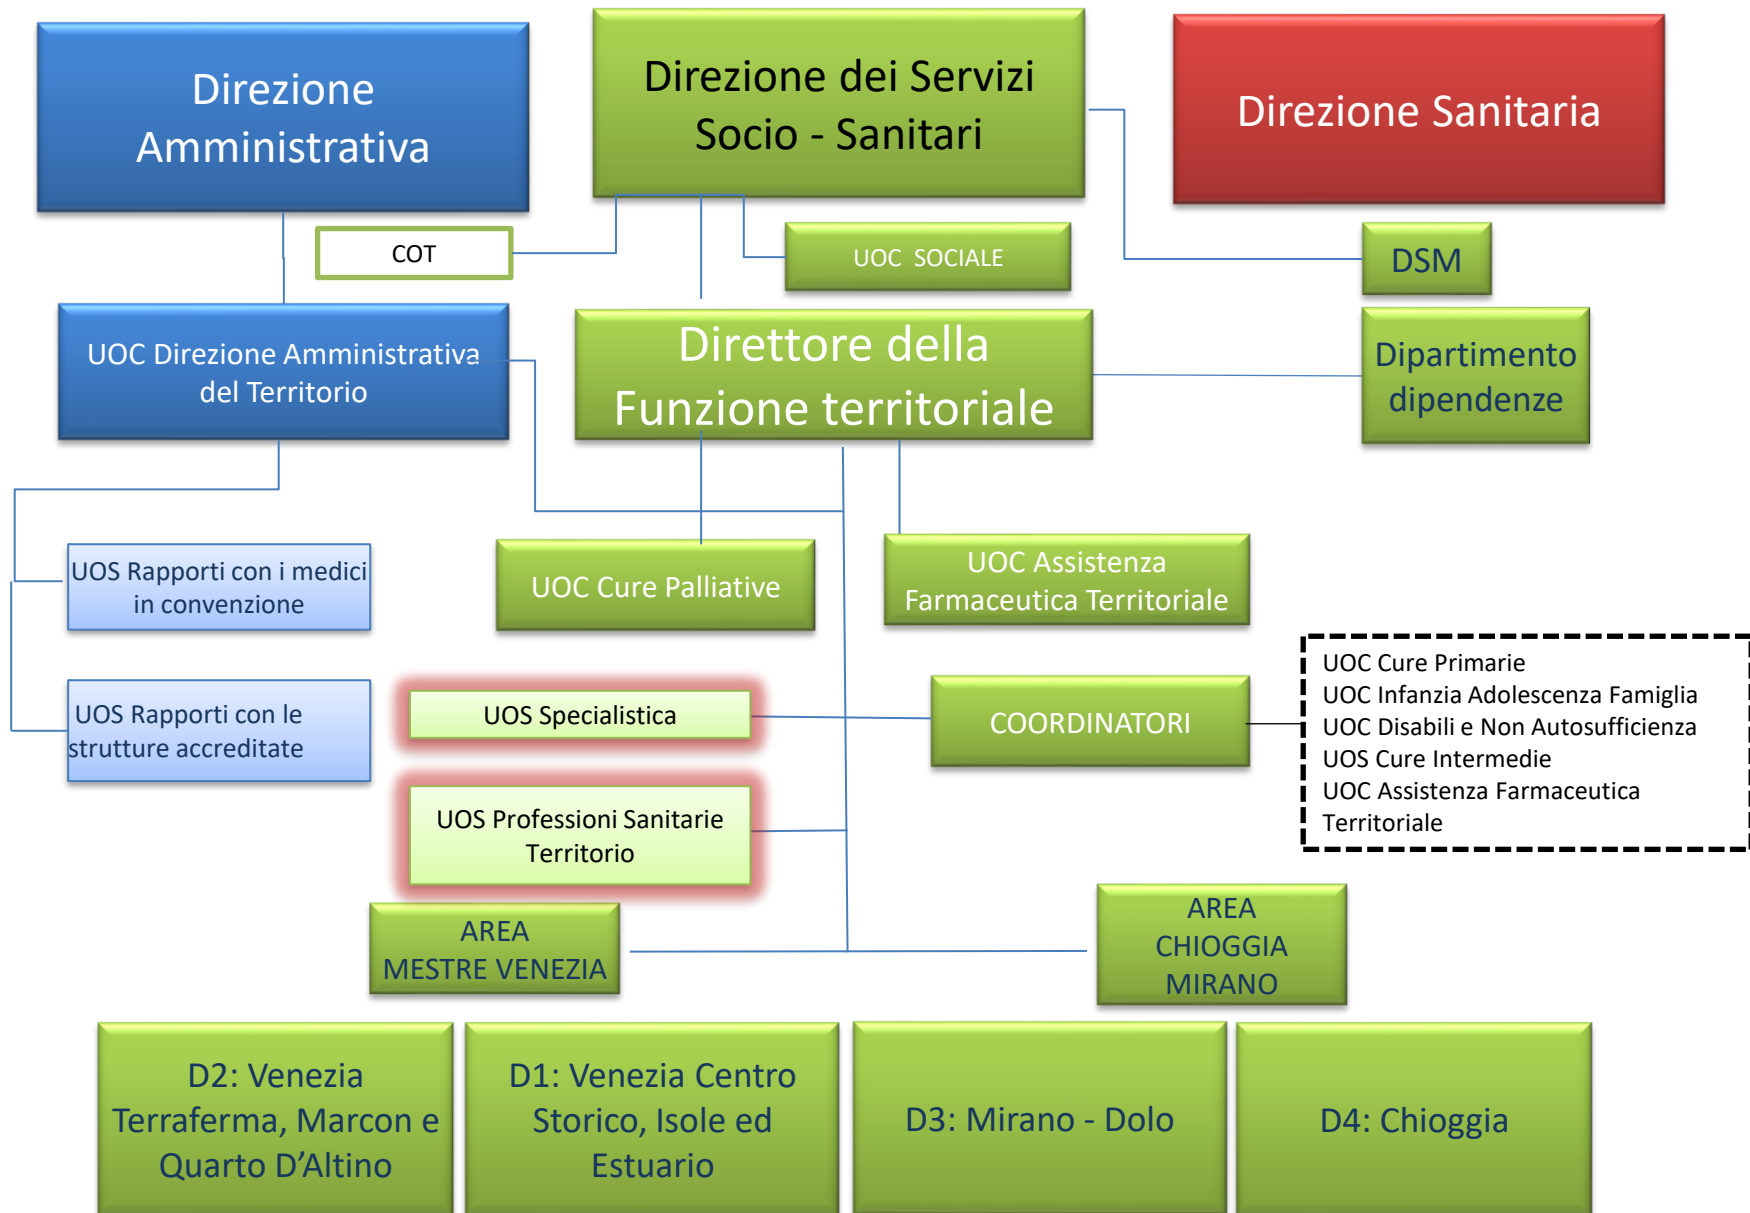 Direzione
Amministrativa
Direzione dei Servizi
Socio - Sanitari
Direzione Sanitaria
COT
UOC  SOCIALE
DSM
UOC Direzione Amministrativa
del Territorio
Direttore della
Funzione territoriale
Dipartimento
dipendenze
UOS Rapporti con i medici
in convenzione
UOC Cure Palliative
UOC Assistenza
Farmaceutica Territoriale
UOS Rapporti con le
strutture accreditate
UOS Specialistica
COORDINATORI
UOC Cure Primarie
UOC Infanzia Adolescenza Famiglia
UOC Disabili e Non Autosufficienza
UOS Cure Intermedie
UOC Assistenza Farmaceutica
Territoriale
UOS Professioni Sanitarie
Territorio
AREA
MESTRE VENEZIA
AREA
CHIOGGIA
MIRANO
D2: Venezia
Terraferma, Marcon e
Quarto D’Altino
D1: Venezia Centro
Storico, Isole ed
Estuario
D3: Mirano - Dolo
D4: Chioggia